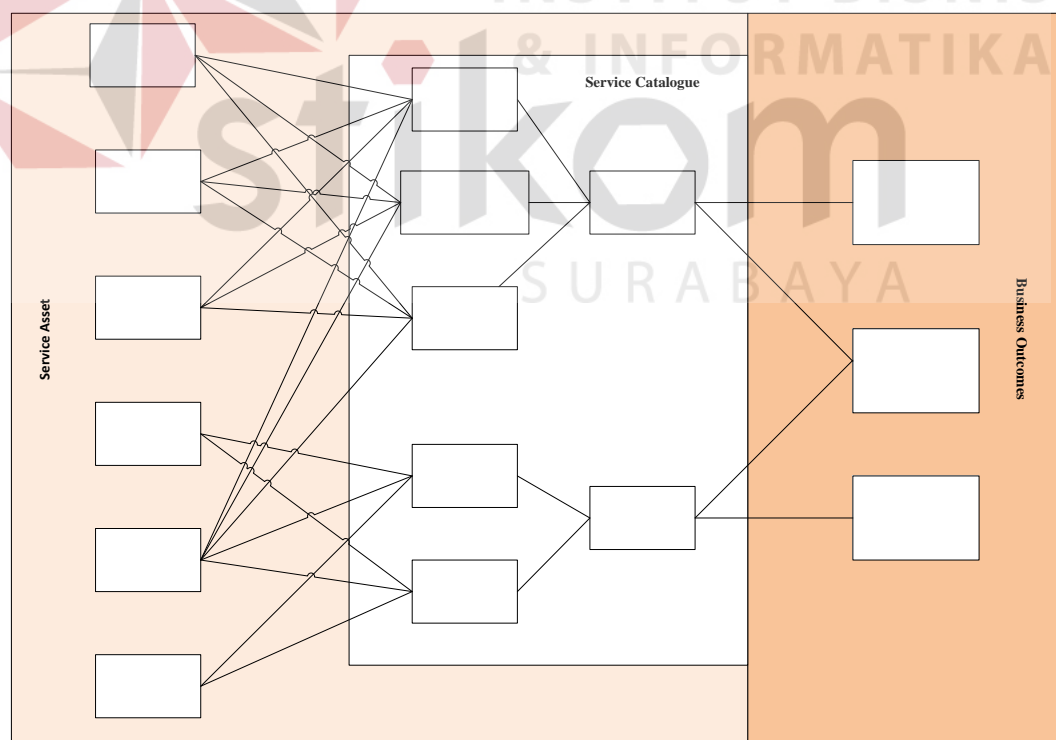 & INFORMATIKA
stikom
SURABAYA
Service Catalogue
Service Asset
Business Outcomes